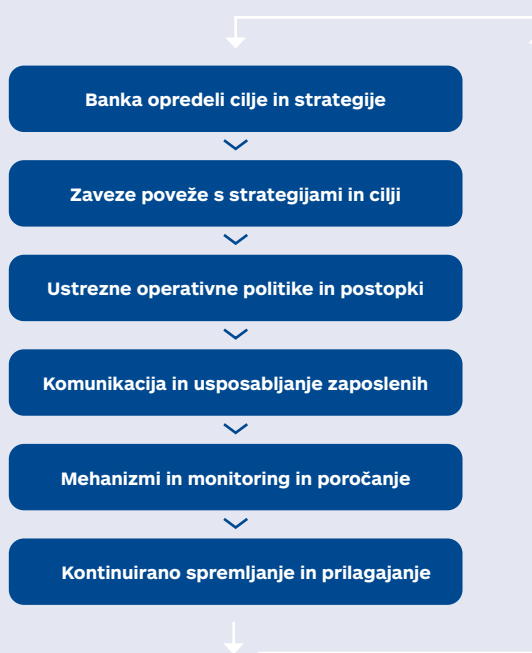 Banka opredeli cilje in strategije
Zaveze poveže s strategijami in cilji
Ustrezne operativne politike in postopki
Komunikacija in usposabljanje zaposlenih
Mehanizmi in monitoring in poročanje
Kontinuirano spremljanje in prilagajanje